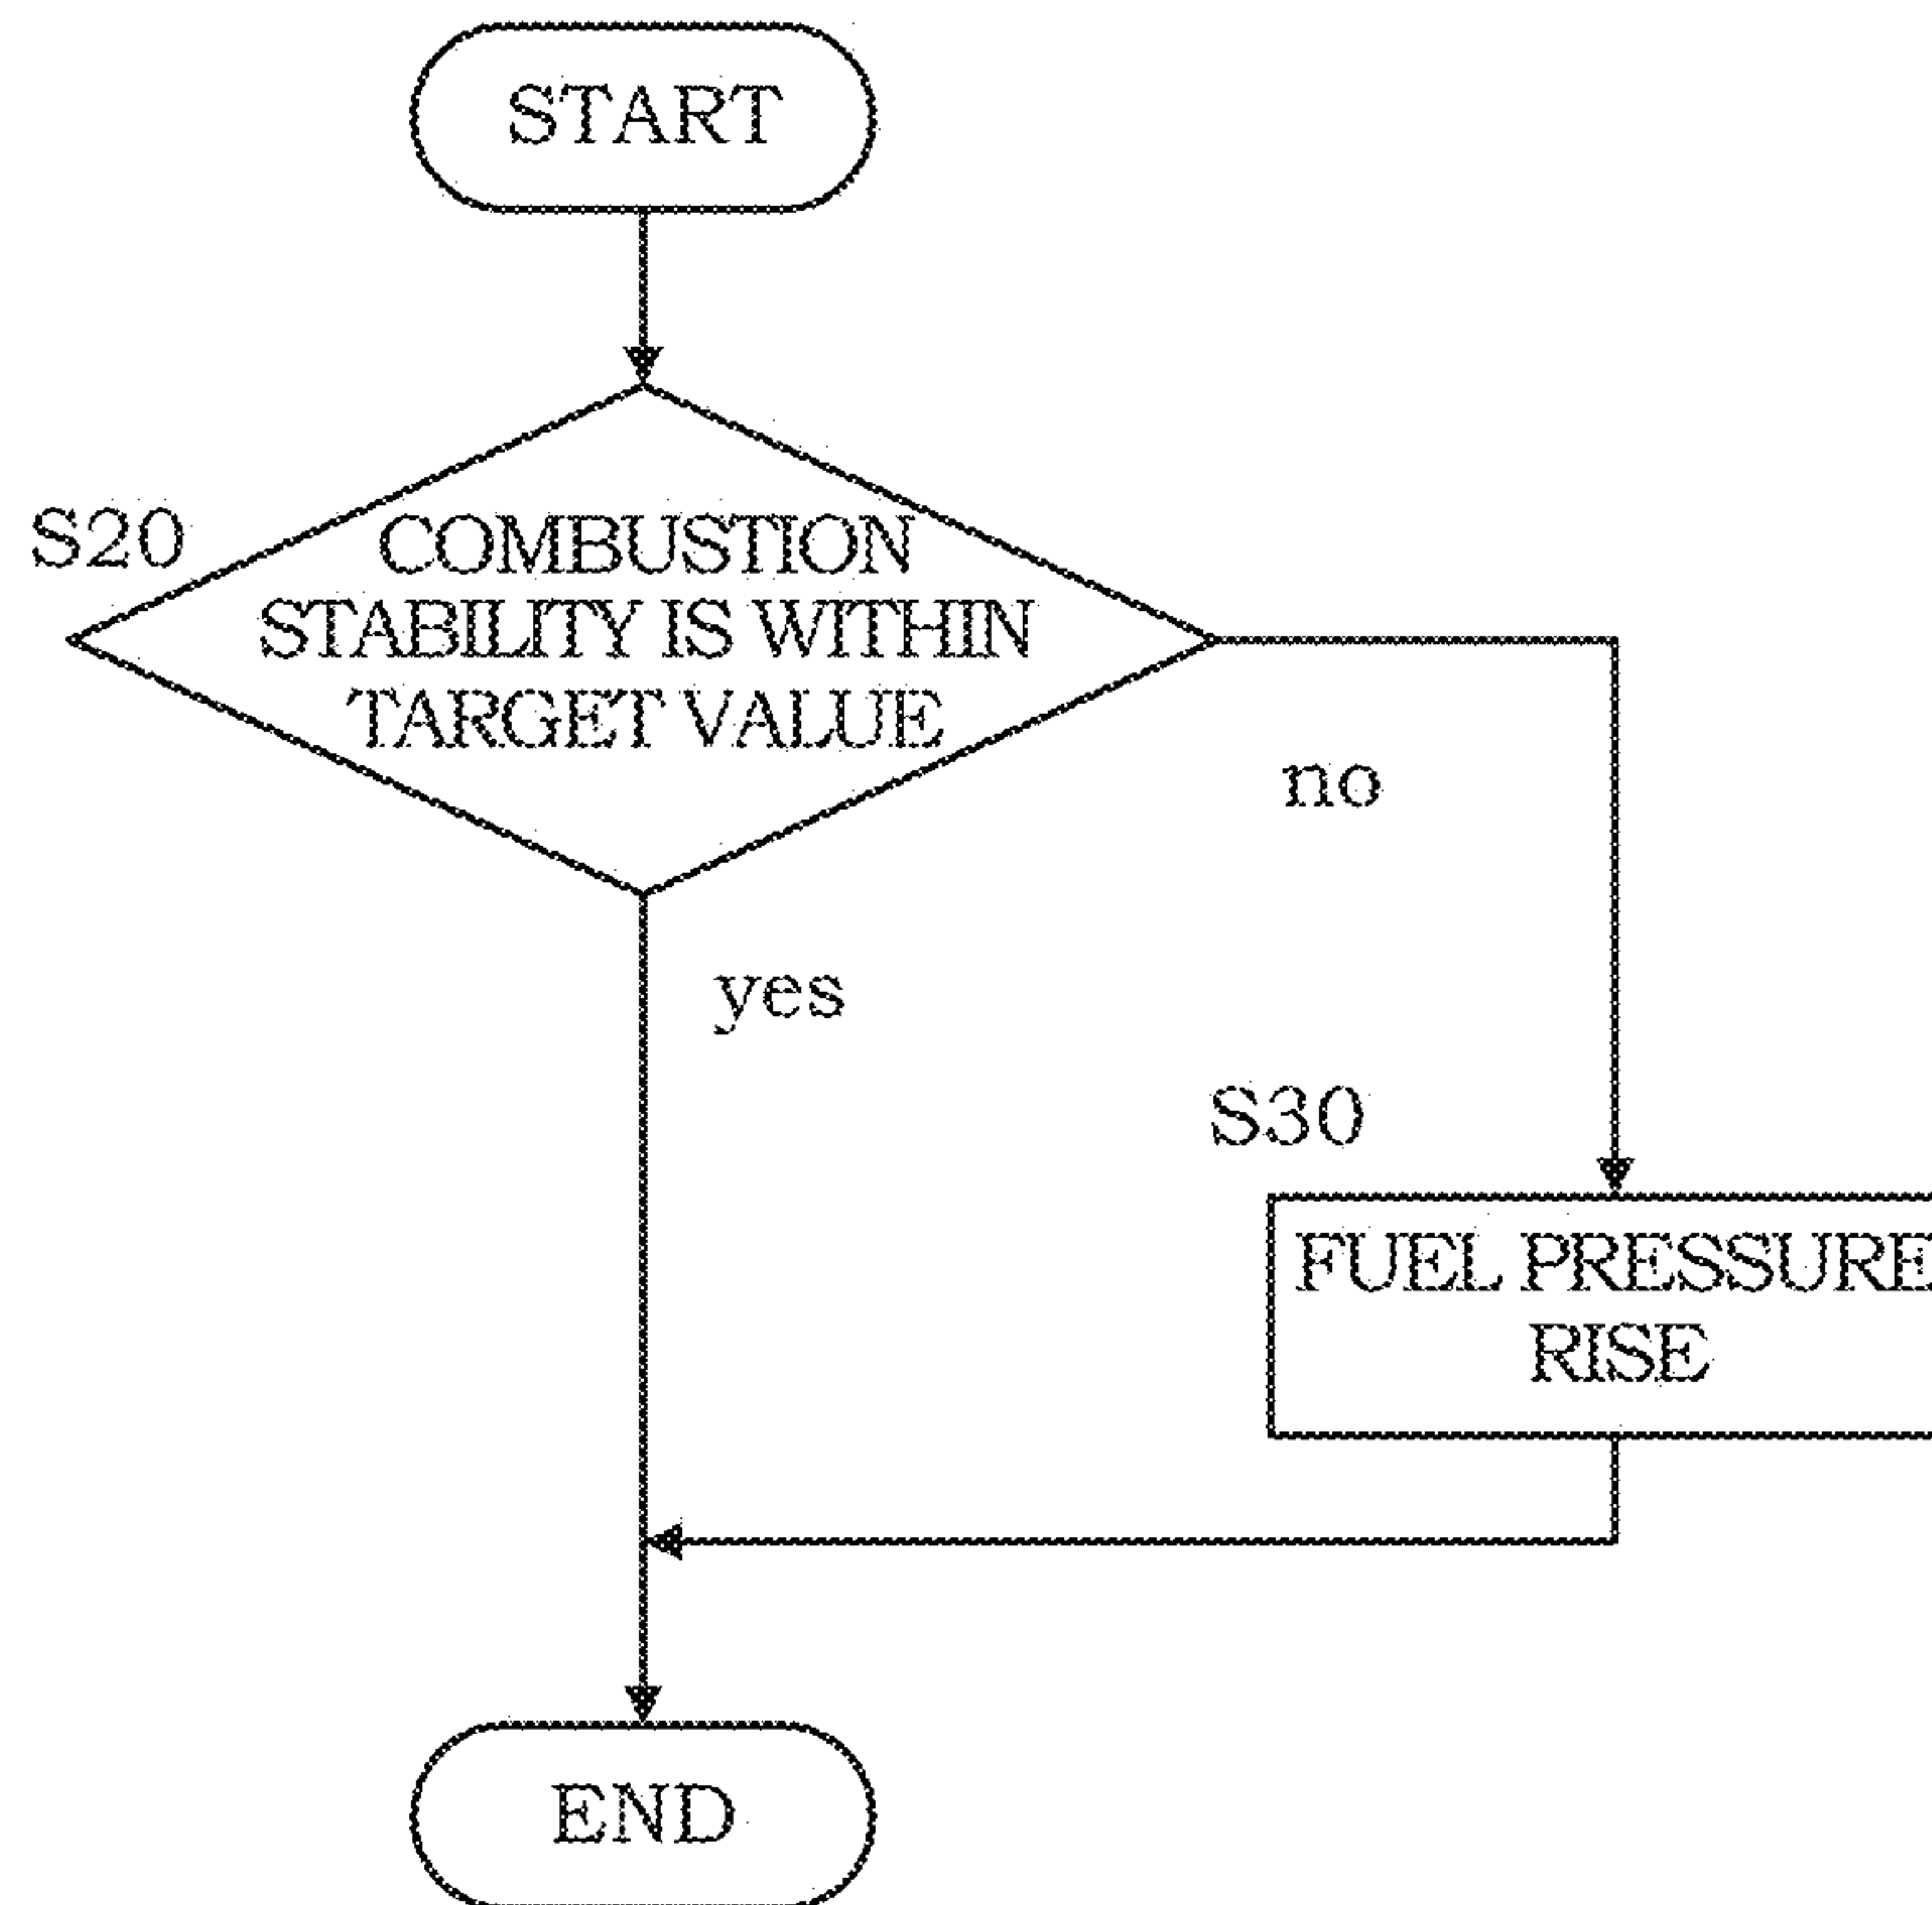 START
S20
COMBUSTION
STABILITY IS WITHIN
TARGET VALUE
no
yes
S30
FUEL PRESSURE
RISE
END